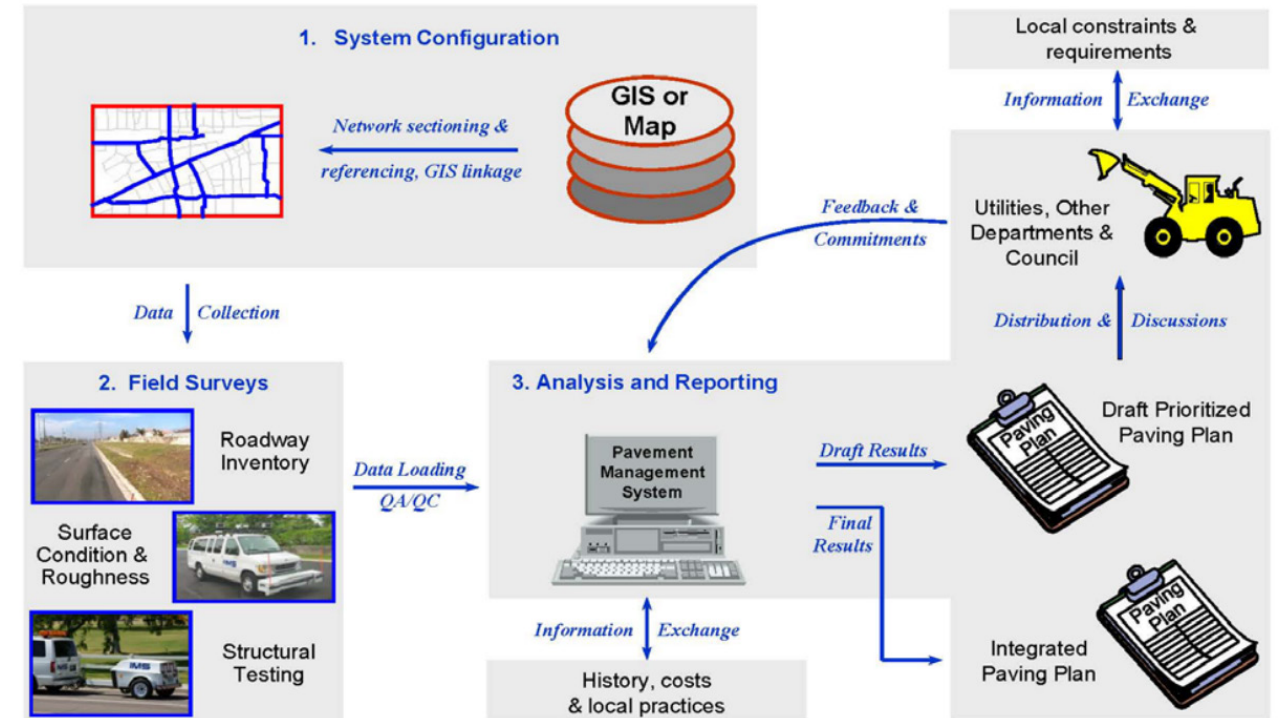 1. System Configuration
GIS or
Map
Network sectioning &
referencing, GIS linkage
Local constraints &
requirements
Information Exchange
Utilities, Other
Departments &
Council
Feedback &
Commitments
Distribution & Discussions
Data Collection
2. Field Surveys
Roadway
Inventory
Surface
Condition &
Roughness
IMS
Structural
Testing
Data Loading
QA/QC
3. Analysis and Reporting
Pavement
Management
System
Draft Results
Final
Results
Paving
Plan
Draft Prioritized
Paving Plan
Information Exchange
History, costs
& local practices
Integrated
Paving Plan
Paving
Plan